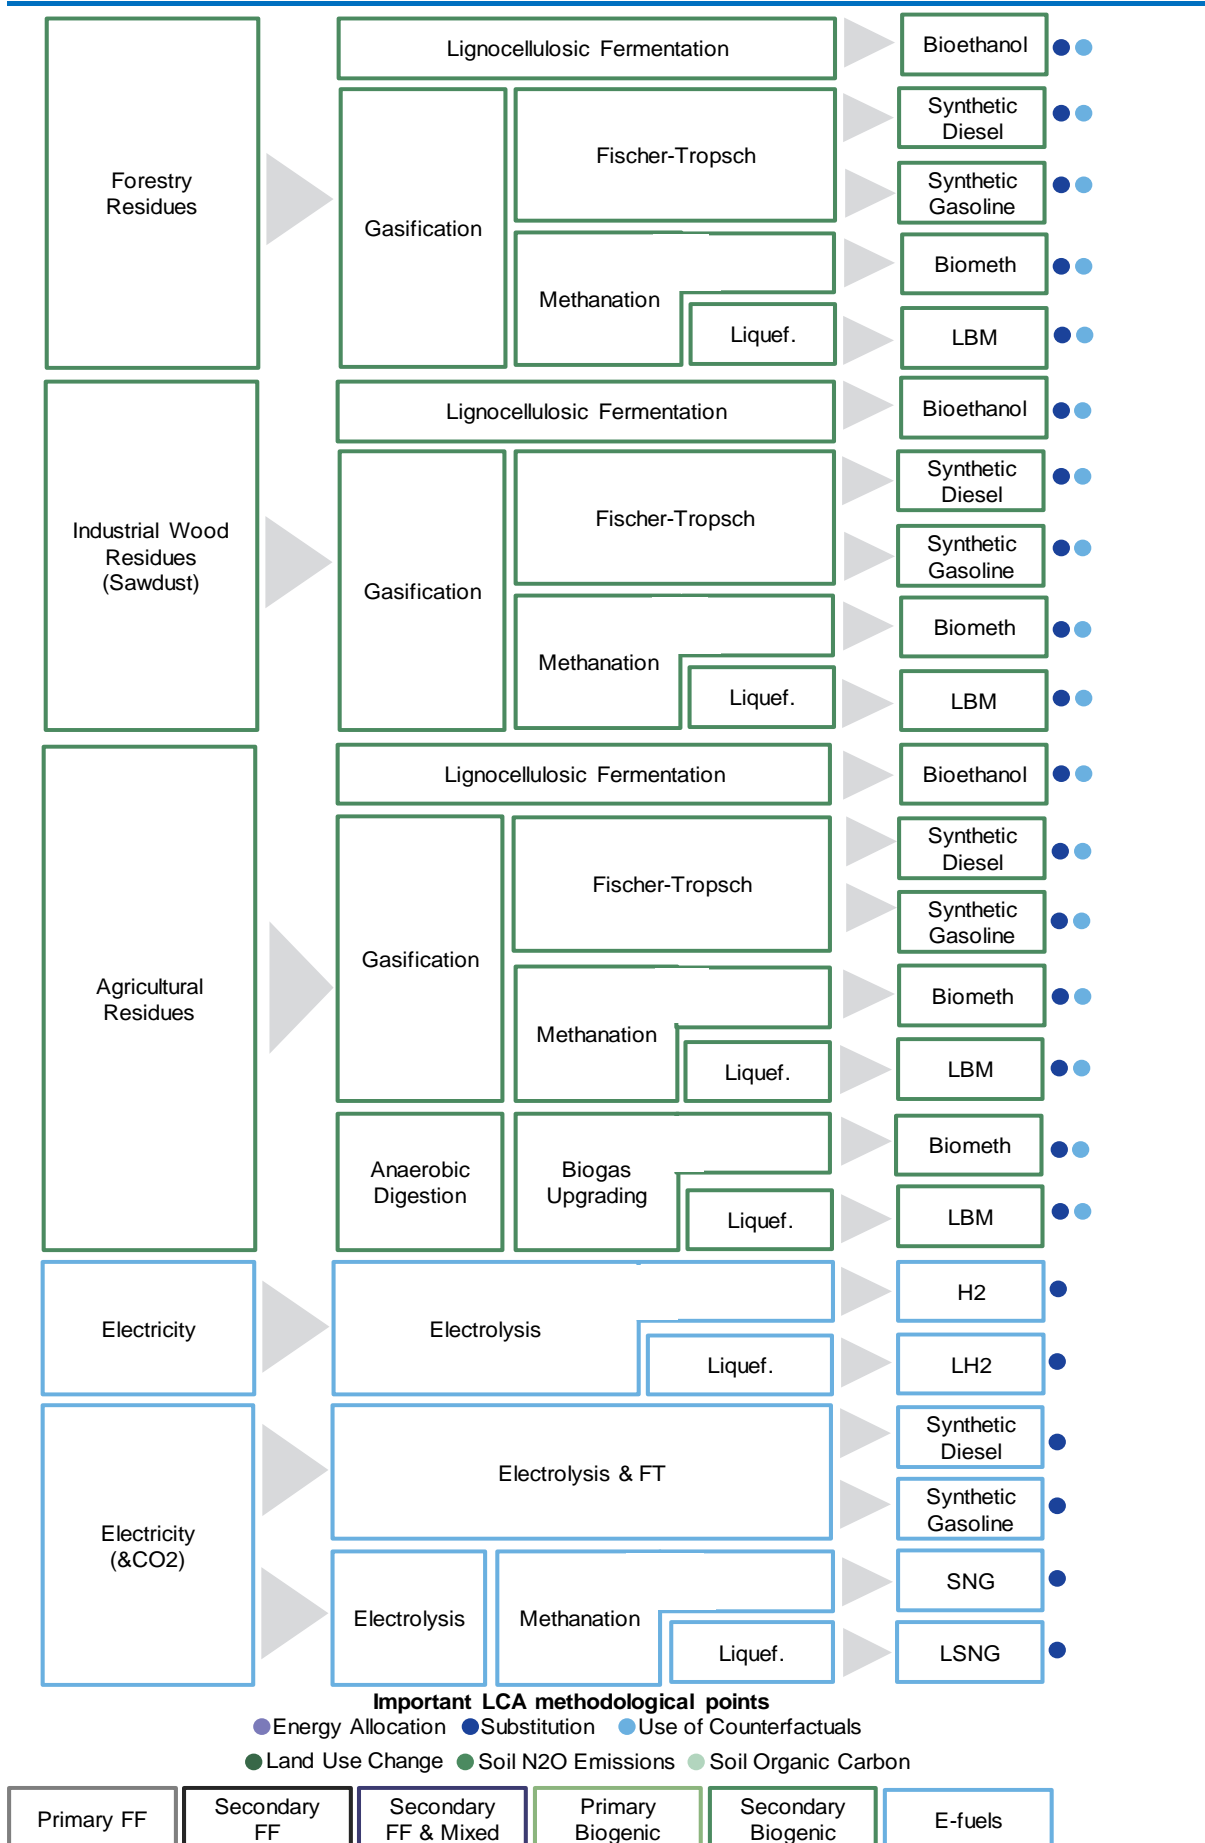 Forestry
Residues
Lignocellulosic Fermentation
Bioethanol
Gasification
Fischer-Tropsch
Synthetic
Diesel
Synthetic
Gasoline
Methanation
Biometh
Liquef.
LBM
Industrial Wood
Residues
(Sawdust)
Lignocellulosic Fermentation
Bioethanol
Gasification
Fischer-Tropsch
Synthetic
Diesel
Synthetic
Gasoline
Methanation
Biometh
Liquef.
LBM
Agricultural
Residues
Lignocellulosic Fermentation
Bioethanol
Gasification
Fischer-Tropsch
Synthetic
Diesel
Synthetic
Gasoline
Methanation
Biometh
Liquef.
LBM
Anaerobic
Digestion
Biogas
Upgrading
Biometh
Liquef.
LBM
Electricity
Electrolysis
H2
Liquef.
LH2
Electricity
(&CO2)
Electrolysis & FT
Synthetic
Diesel
Synthetic
Gasoline
Electrolysis
Methanation
SNG
Liquef.
LSNG
Important LCA methodological points
Energy Allocation Substitution Use of Counterfactuals
Land Use Change Soil N2O Emissions Soil Organic Carbon
Primary FF
Secondary
FF
Secondary
FF & Mixed
Primary
Biogenic
Secondary
Biogenic
E-fuels